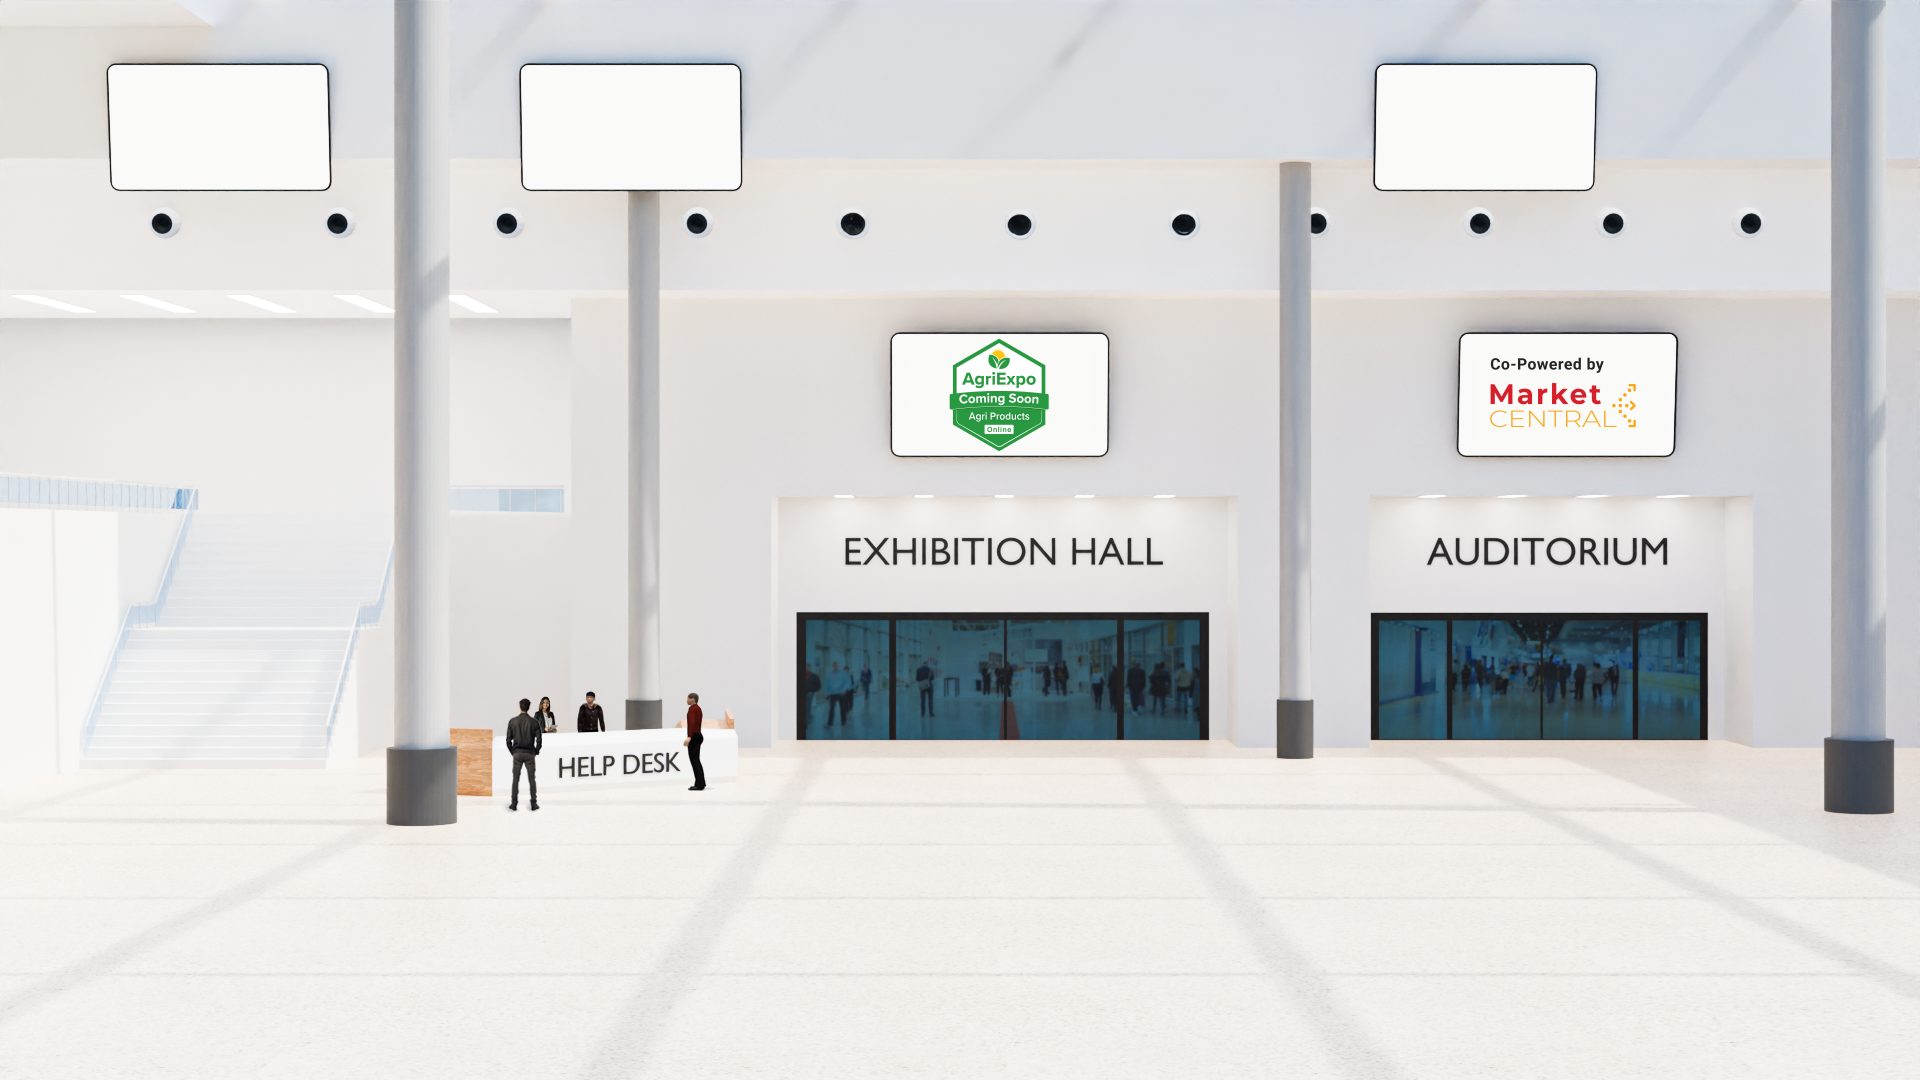 AgriExpo
Coming Soon
Agri Products
Online
Co-Powered by
Market
CENTRAL
EXHIBITION HALL
AUDITORIUM
HELP DESK